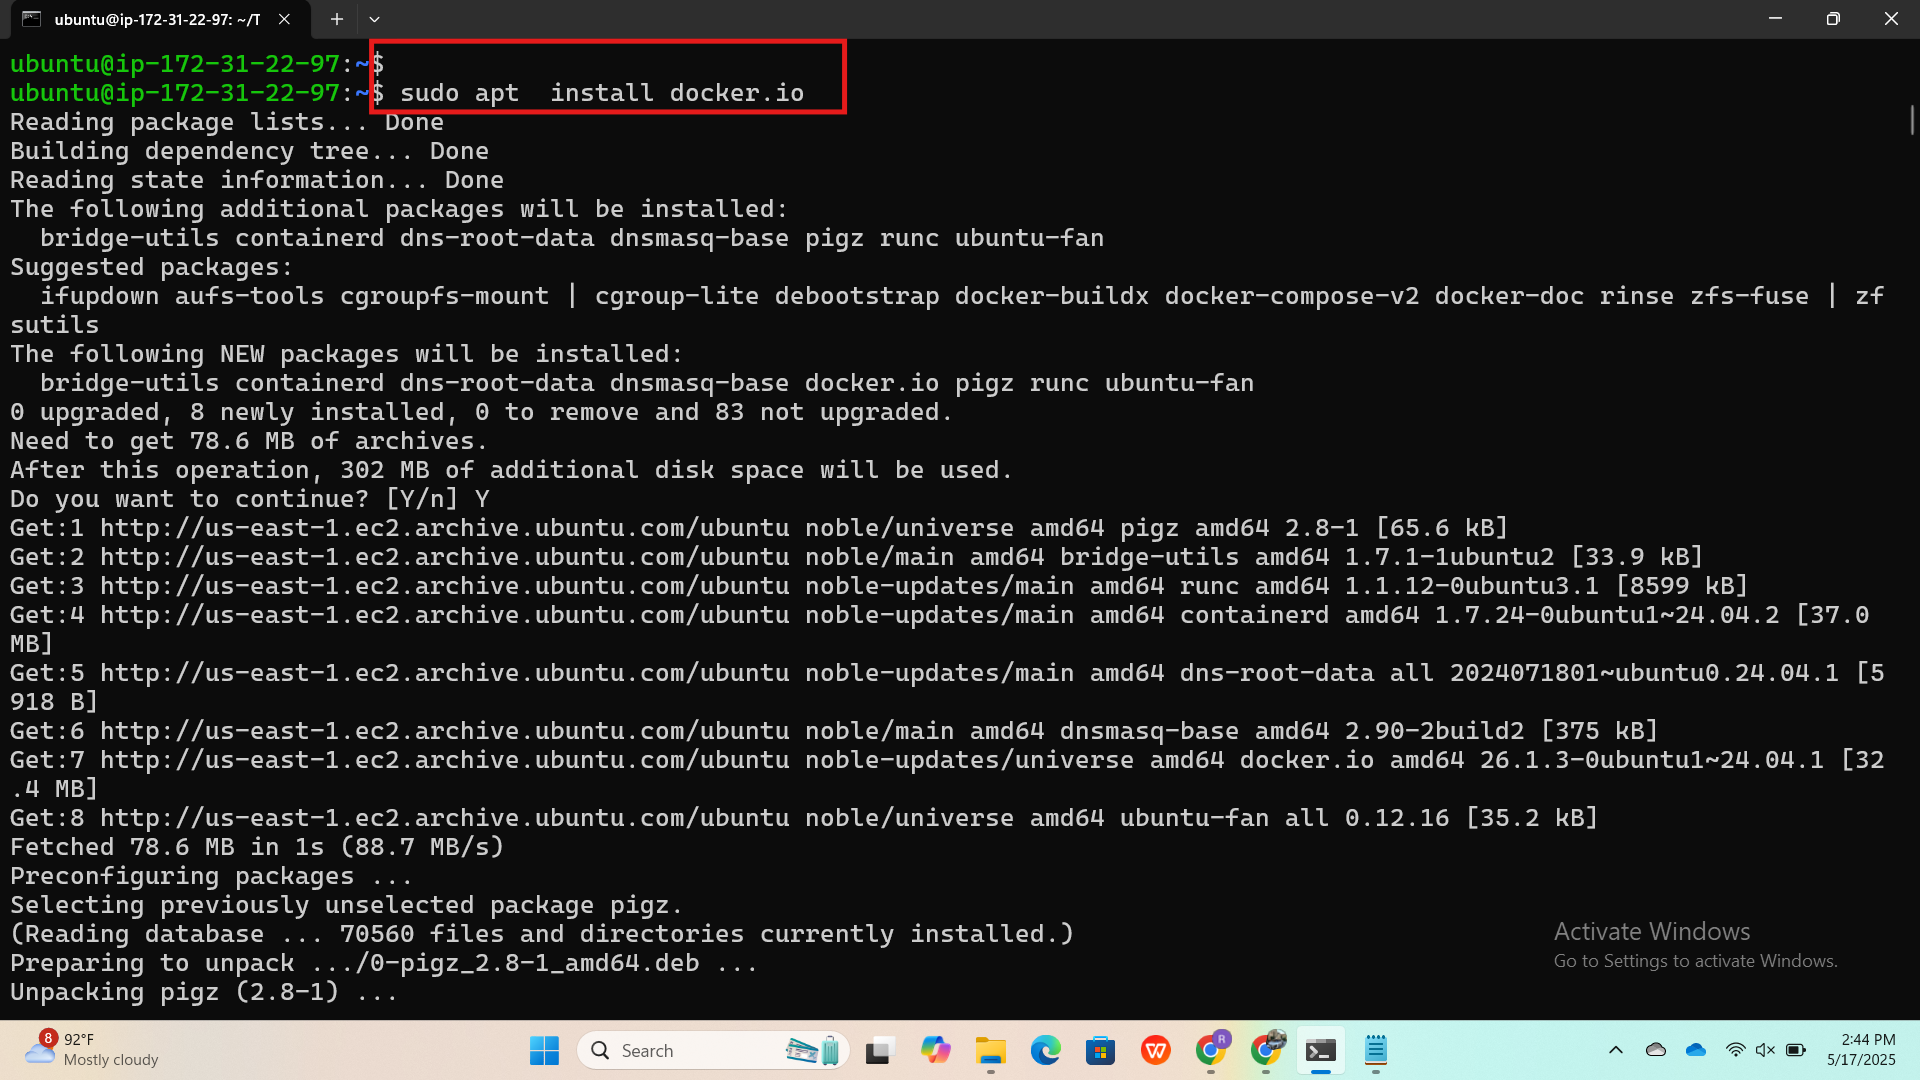 ubuntu@ip-172-31-22-97: ~/T
ubuntu@ip-172-31-22-97:~$
ubuntu@ip-172-31-22-97:~$ sudo apt  install docker.io
Reading package lists... Done
Building dependency tree... Done
Reading state information... Done
The following additional packages will be installed:
  bridge-utils containerd dns-root-data dnsmasq-base pigz runc ubuntu-fan
Suggested packages:
  ifupdown aufs-tools cgroupfs-mount | cgroup-lite debootstrap docker-buildx docker-compose-v2 docker-doc rinse zfs-fuse | zf
sutils
The following NEW packages will be installed:
  bridge-utils containerd dns-root-data dnsmasq-base docker.io pigz runc ubuntu-fan
0 upgraded, 8 newly installed, 0 to remove and 83 not upgraded.
Need to get 78.6 MB of archives.
After this operation, 302 MB of additional disk space will be used.
Do you want to continue? [Y/n] Y
Get:1 http://us-east-1.ec2.archive.ubuntu.com/ubuntu noble/universe amd64 pigz amd64 2.8-1 [65.6 kB]
Get:2 http://us-east-1.ec2.archive.ubuntu.com/ubuntu noble/main amd64 bridge-utils amd64 1.7.1-1ubuntu2 [33.9 kB]
Get:3 http://us-east-1.ec2.archive.ubuntu.com/ubuntu noble-updates/main amd64 runc amd64 1.1.12-0ubuntu3.1 [8599 kB]
Get:4 http://us-east-1.ec2.archive.ubuntu.com/ubuntu noble-updates/main amd64 containerd amd64 1.7.24-0ubuntu1~24.04.2 [37.0
MB]
Get:5 http://us-east-1.ec2.archive.ubuntu.com/ubuntu noble-updates/main amd64 dns-root-data all 2024071801~ubuntu0.24.04.1 [5
918 B]
Get:6 http://us-east-1.ec2.archive.ubuntu.com/ubuntu noble/main amd64 dnsmasq-base amd64 2.90-2build2 [375 kB]
Get:7 http://us-east-1.ec2.archive.ubuntu.com/ubuntu noble-updates/universe amd64 docker.io amd64 26.1.3-0ubuntu1~24.04.1 [32
.4 MB]
Get:8 http://us-east-1.ec2.archive.ubuntu.com/ubuntu noble/universe amd64 ubuntu-fan all 0.12.16 [35.2 kB]
Fetched 78.6 MB in 1s (88.7 MB/s)
Preconfiguring packages ...
Selecting previously unselected package pigz.
(Reading database ... 70560 files and directories currently installed.)
Preparing to unpack .../0-pigz_2.8-1_amd64.deb ...
Unpacking pigz (2.8-1) ...
Activate Windows
Go to Settings to activate Windows.
8
92°F
Mostly cloudy
Search
R
2:44 PM
5/17/2025